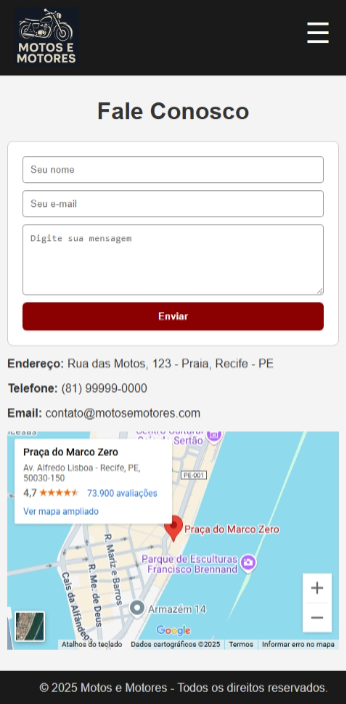 MOTOS E
MOTORES
Fale Conosco
Seu nome
Seu e-mail
Digite sua mensagem
Enviar
Endereço: Rua das Motos, 123 - Praia, Recife - PE
Telefone: (81) 99999-0000
Email: contato@motosemotores.com
Praça do Marco Zero
Av. Alfredo Lisboa - Recife, PE,
50030-150
4,7 73.900 avaliações
Ver mapa ampliado
Cais do Sertão
PE-001
Praça do Marco Zero
R. Mariz e Barros
R. Me. de Deus
Cais da Alfândega
Parque de Esculturas
Francisco Brennand
Armazém 14
Google
Atalhos do teclado Dados cartográficos ©2025 Termos Informar erro no mapa
© 2025 Motos e Motores - Todos os direitos reservados.